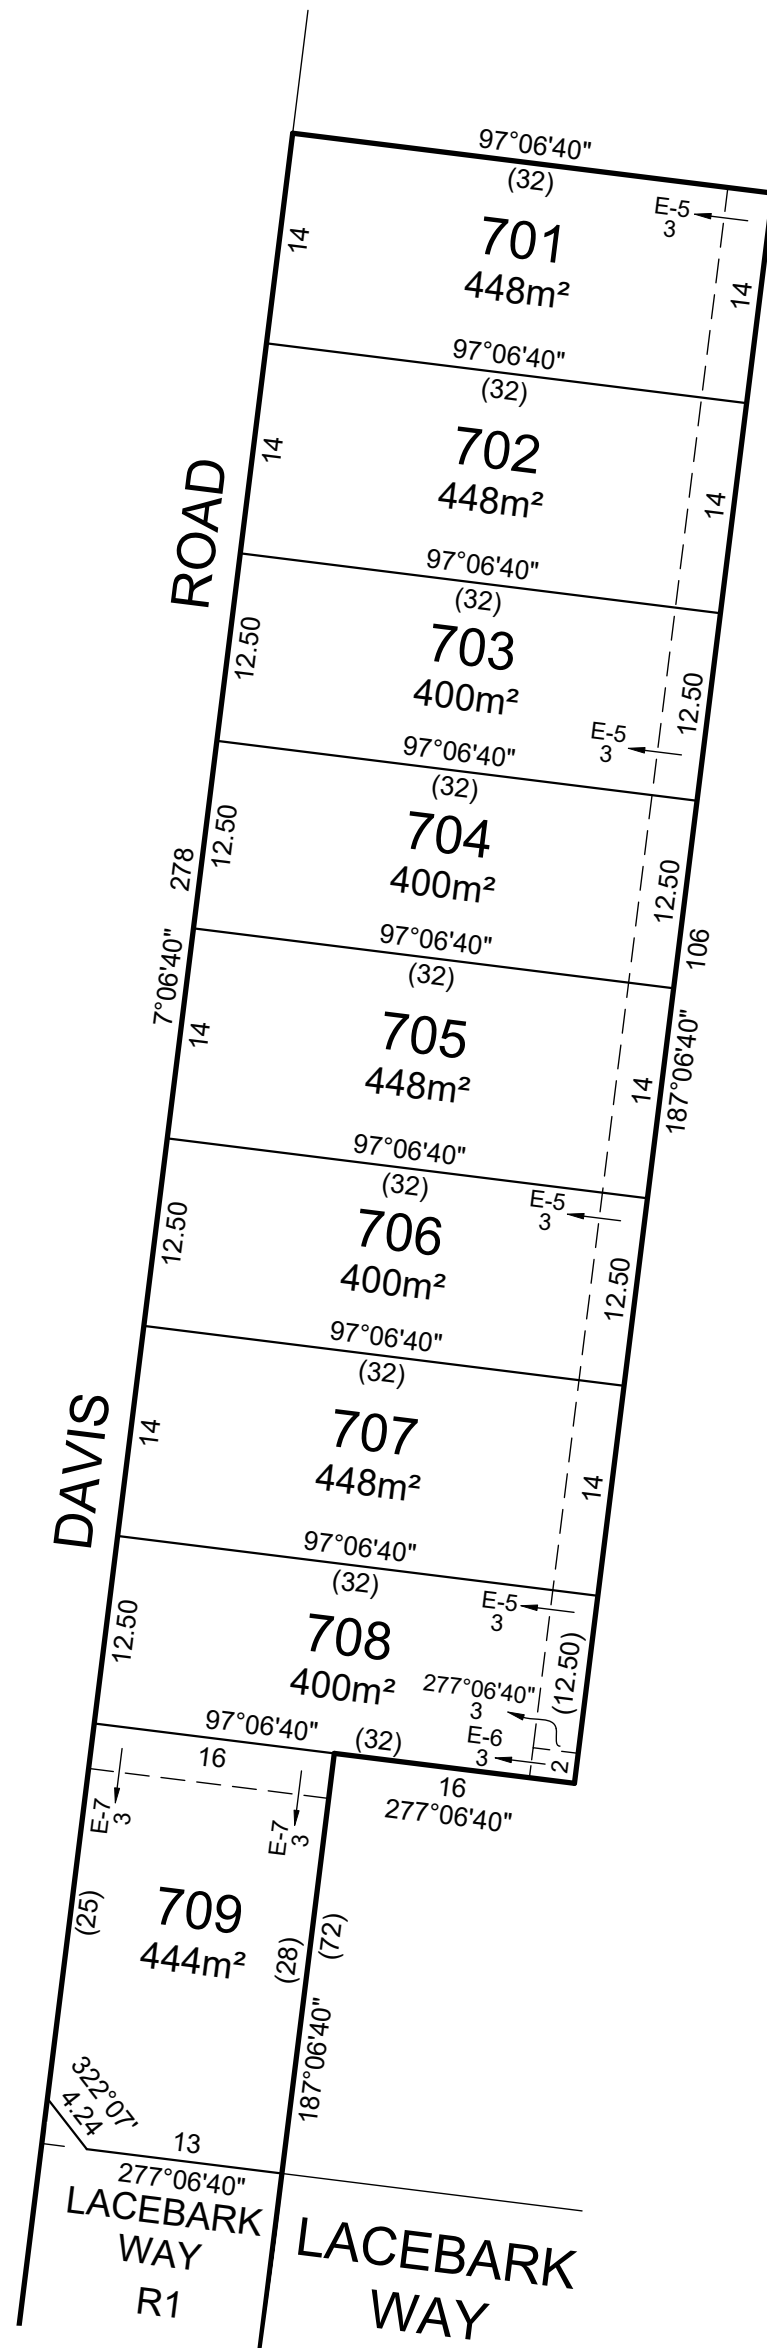 97°06'40"
(32)
E-5
3
701
448m²
14
14
97°06'40"
(32)
702
448m²
14
14
ROAD
97°06'40"
(32)
703
400m²
12.50
12.50
E-5
3
97°06'40"
(32)
704
400m²
12.50
12.50
278
7°06'40"
106
187°06'40"
97°06'40"
(32)
705
448m²
14
14
97°06'40"
(32)
E-5
3
706
400m²
12.50
12.50
97°06'40"
(32)
707
448m²
14
14
DAVIS
97°06'40"
(32)
E-5
3
708
400m²
12.50
(12.50)
277°06'40"
3
E-6
3
2
97°06'40"
(32)
16
16
277°06'40"
E-7
3
E-7
3
709
444m²
(25)
(28)
(72)
187°06'40"
322°07'
4.24
13
277°06'40"
LACEBARK
WAY
R1
LACEBARK
WAY